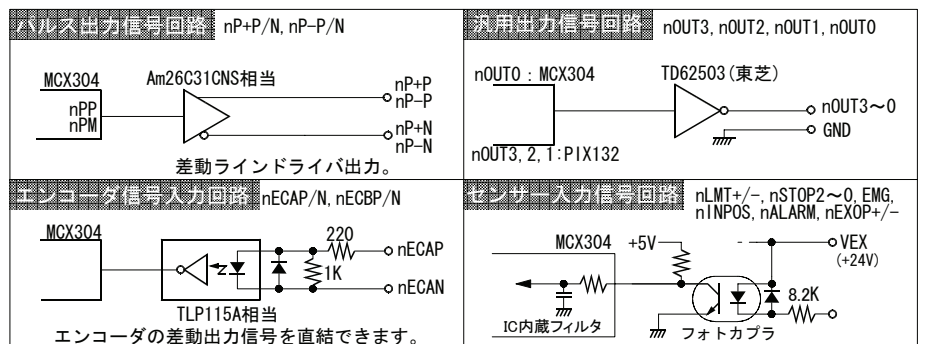 パルス出力信号回路 nP+P/N, nP-P/N
MCX304
Am26C31CNS相当
nPP
nPM
nP+P
nP-P
nP+N
nP-N
差動ラインドライバ出力。
汎用出力信号回路 nOUT3, nOUT2, nOUT1, nOUT0
nOUT0：MCX304
TD62503(東芝)
nOUT3～0
GND
nOUT3,2,1:PIX132
エンコーダ信号入力回路 nECAP/N, nECBP/N
MCX304
220
nECAP
1K
nECAN
TLP115A相当
エンコーダの差動出力信号を直結できます。
センサー入力信号回路 nLMT+/-, nSTOP2～0, EMG,
nINPOS, nALARM, nEXOP+/-
MCX304
+5V
VEX
(+24V)
8.2K
IC内蔵フィルタ
フォトカプラ